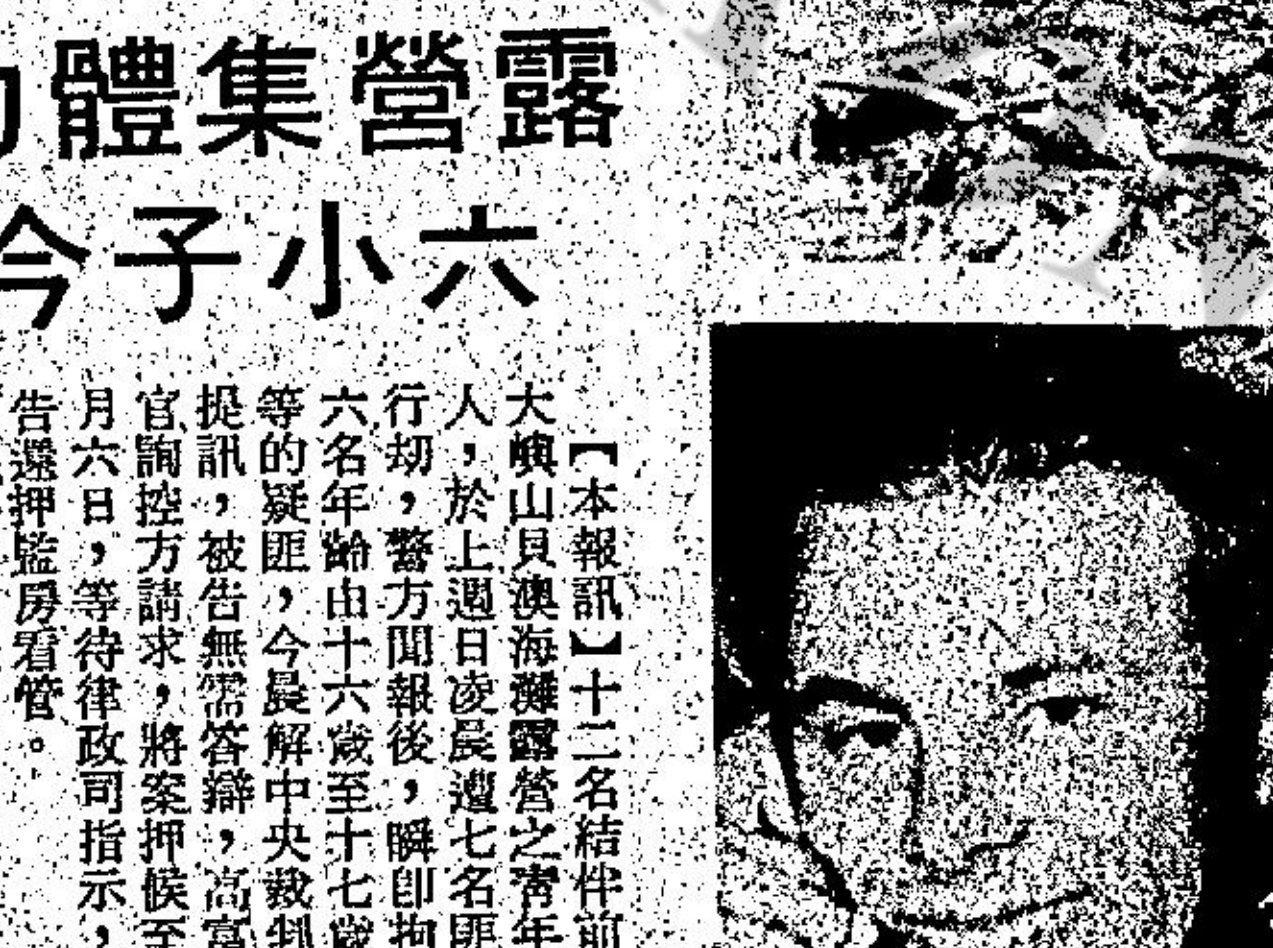 露營集體
六小子今
【本報訊】十二名結伴前
大嶼山貝澳海灘露營之青年
人，於上週日凌晨遭七名匪
行劫，警方聞報後，瞬即拘
六名年齡由十六歲至十七歲
等的疑匪，今晨解中央裁判
提訊，被告無需答辯，高富
官詢控方請求，將案押候至
月六日，等待律政司指示，
告還押監房看管。